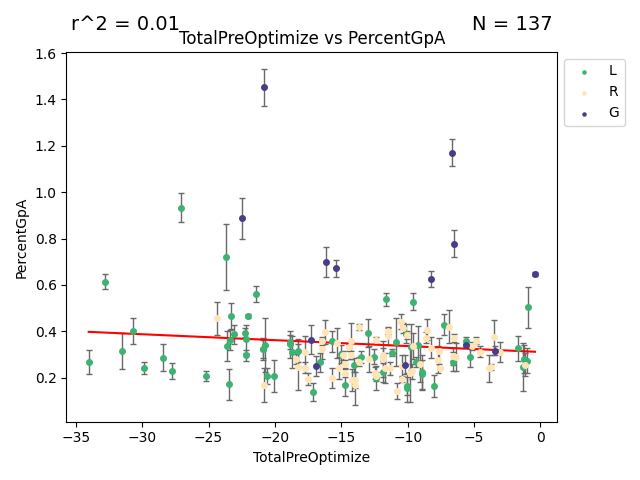 r^2 = 0.01
N = 137
TotalPreOptimize vs PercentGpA
1.6
1.4
1.2
1.0
0.8
0.6
0.4
0.2
PercentGpA
−35
−30
−25
−20
−15
−10
−5
0
TotalPreOptimize
L
R
G